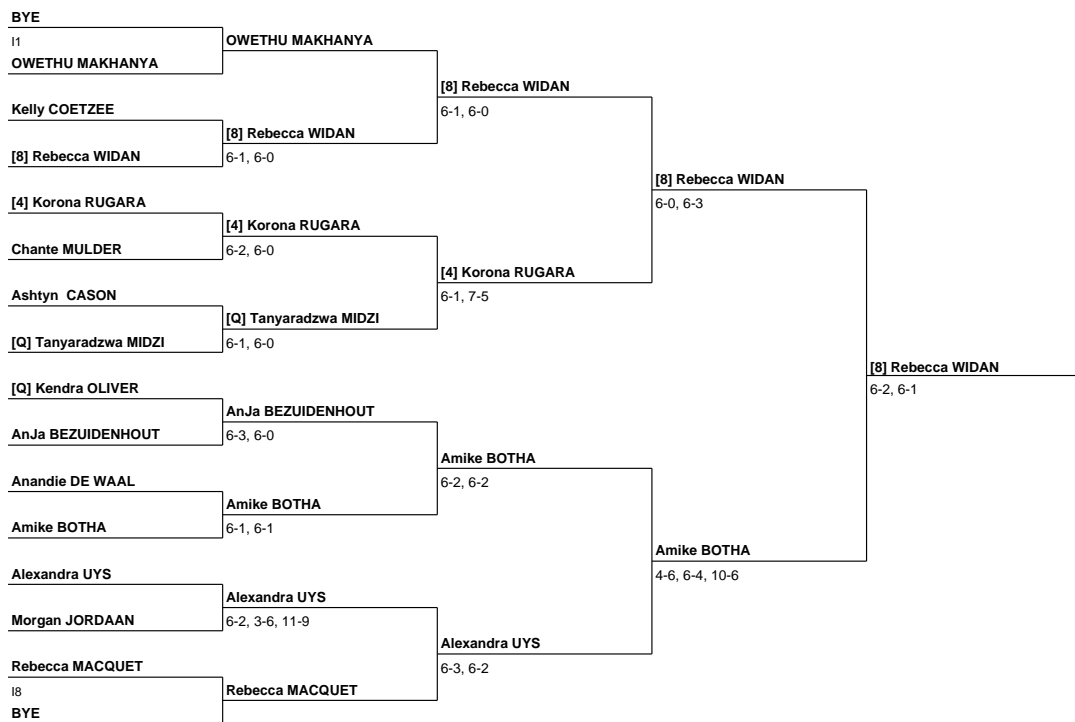 BYE
I1
OWETHU MAKHANYA
Kelly COETZEE
[8] Rebecca WIDAN
[4] Korona RUGARA
Chante MULDER
Ashtyn CASON
[Q] Tanyaradzwa MIDZI
[Q] Kendra OLIVER
AnJa BEZUIDENHOUT
Anandie DE WAAL
Amike BOTHA
Alexandra UYS
Morgan JORDAAN
Rebecca MACQUET
I8
BYE
OWETHU MAKHANYA
[8] Rebecca WIDAN
6-1, 6-0
[4] Korona RUGARA
6-2, 6-0
[Q] Tanyaradzwa MIDZI
6-1, 6-0
AnJa BEZUIDENHOUT
6-3, 6-0
Amike BOTHA
6-1, 6-1
Alexandra UYS
6-2, 3-6, 11-9
Rebecca MACQUET
[8] Rebecca WIDAN
6-1, 6-0
[4] Korona RUGARA
6-1, 7-5
Amike BOTHA
6-2, 6-2
Alexandra UYS
6-3, 6-2
[8] Rebecca WIDAN
6-0, 6-3
Amike BOTHA
4-6, 6-4, 10-6
[8] Rebecca WIDAN
6-2, 6-1